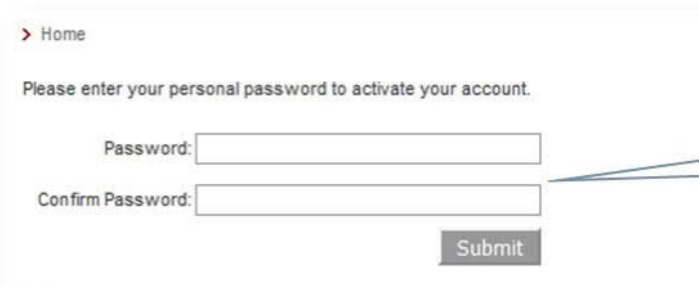 > Home
Please enter your personal password to activate your account.
Password:
Confirm Password:
Submit